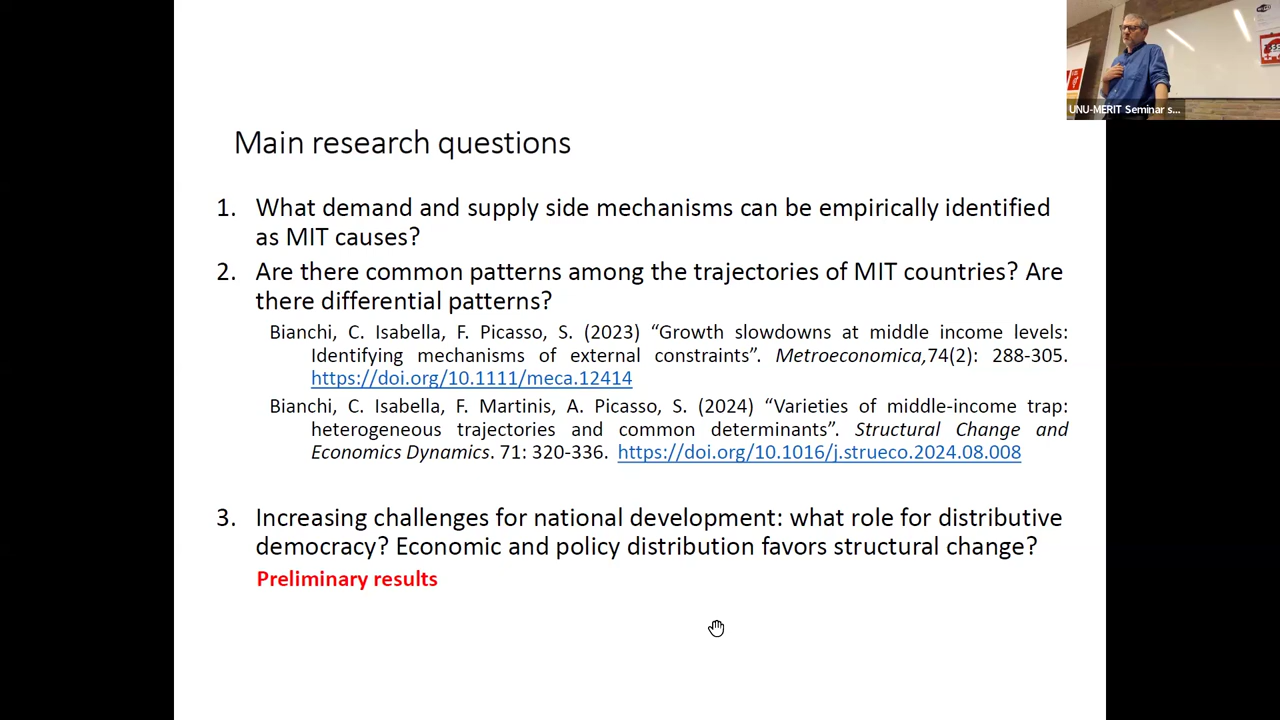 Main research questions
1. What demand and supply side mechanisms can be empirically identified
as MIT causes?
2. Are there common patterns among the trajectories of MIT countries? Are
there differential patterns?
Bianchi, C. Isabella, F. Picasso, S. (2023) “Growth slowdowns at middle income levels:
Identifying mechanisms of external constraints”. Metroeconomica,74(2): 288-305.
https://doi.org/10.1111/meca.12414
Bianchi, C. Isabella, F. Martinis, A. Picasso, S. (2024) “Varieties of middle-income trap:
heterogeneous trajectories and common determinants”. Structural Change and
Economics Dynamics. 71: 320-336. https://doi.org/10.1016/j.strueco.2024.08.008
3. Increasing challenges for national development: what role for distributive
democracy? Economic and policy distribution favors structural change?
Preliminary results
UNU-MERIT Seminar s...